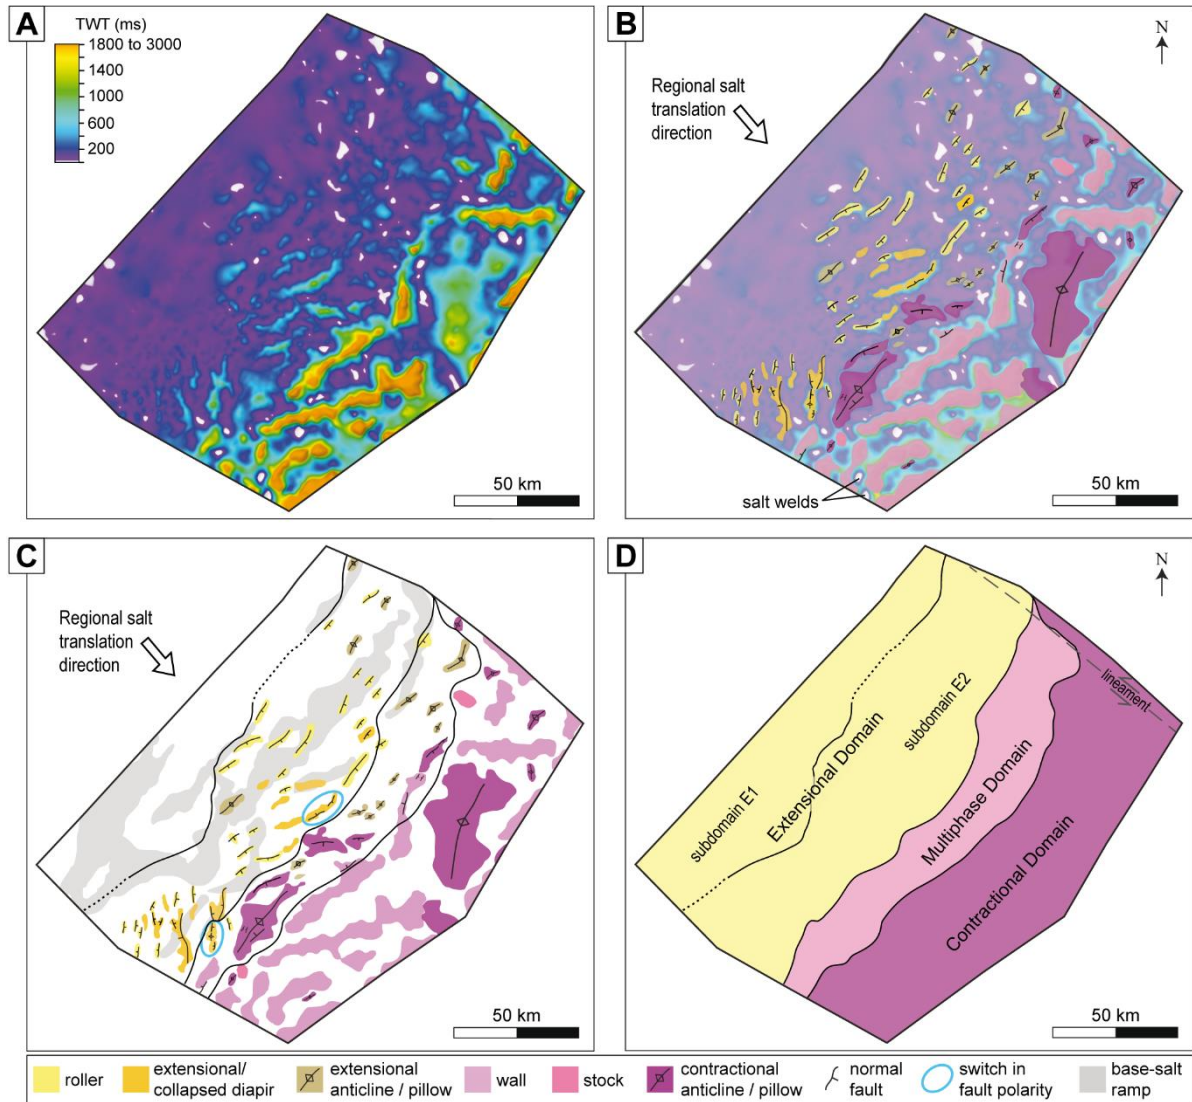 A
TWT (ms)
1800 to 3000
1400
1000
600
200
50 km
B
N
Regional salt
translation
direction
salt welds
50 km
C
Regional salt
translation
direction
50 km
D
N
lineament
subdomain E2
Extensional Domain
subdomain E1
Multiphase Domain
Contractional Domain
50 km
roller
extensional/
collapsed diapir
extensional
anticline / pillow
wall
stock
contractional
anticline / pillow
normal
fault
switch in
fault polarity
base-salt
ramp